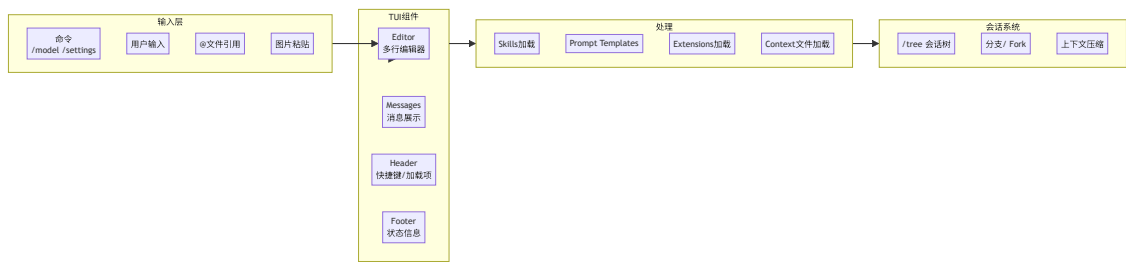 输入层
命令
/model /settings
用户输入
@文件引用
图片粘贴
TUI组件
Editor
多行编辑器
Messages
消息展示
Header
快捷键/加载项
Footer
状态信息
处理
Skills加载
Prompt Templates
Extensions加载
Context文件加载
会话系统
/tree 会话树
分支/ Fork
上下文压缩